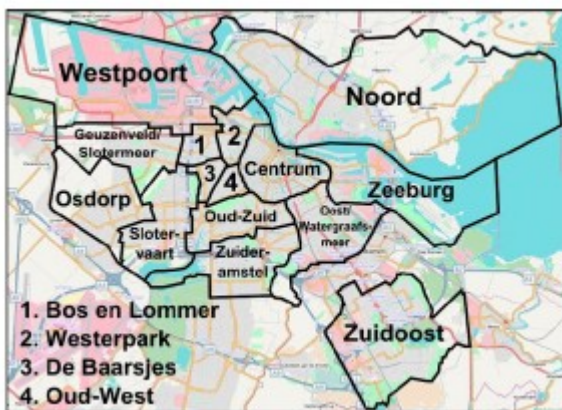 Westpoort
Noord
Geuzenveld/
Slotermeer
1
2
Centrum
3
4
Zeeburg
Osdorp
Oud-Zuid
Oost/
Watergraafs-
meer
Sloter-
vaart
Zuider-
amstel
Zuidoost
1. Bos en Lommer
2. Westerpark
3. De Baarsjes
4. Oud-West